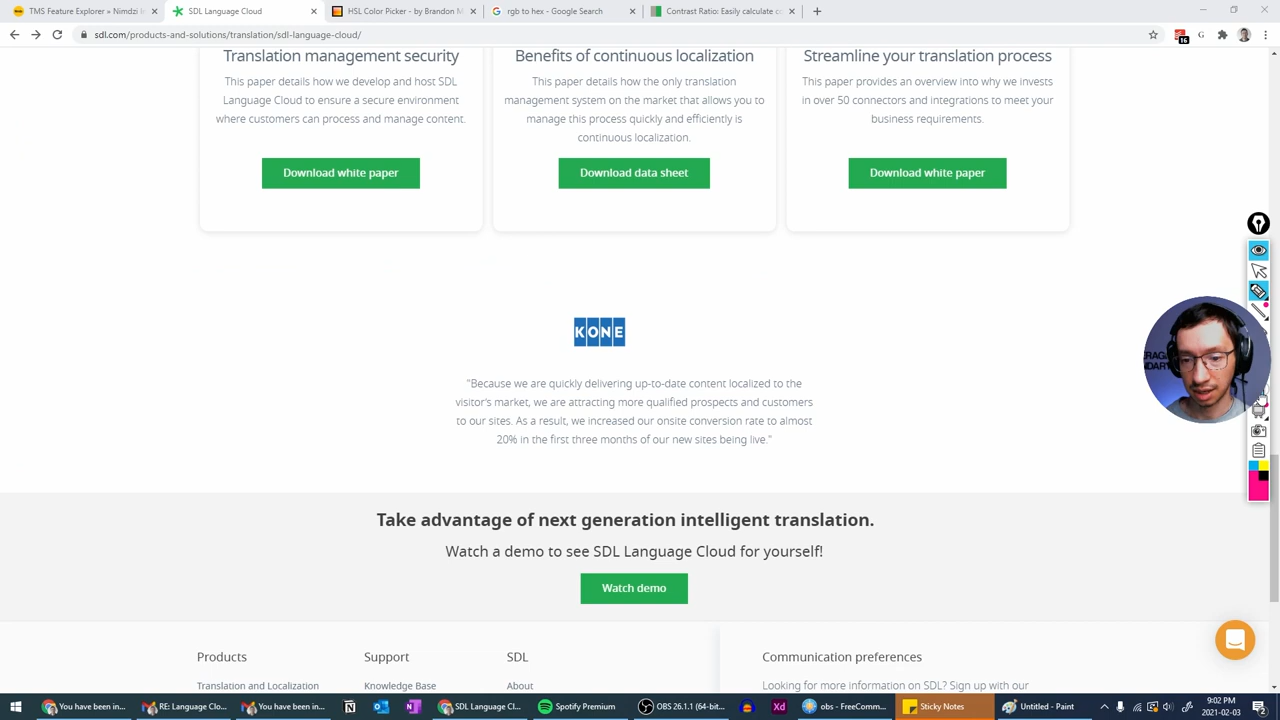 TMS Feature Explorer » Nimdzi I
SDL Language Cloud
HSL Color Picker - by Brandon M
rgb to hex - Google Search
Contrast Ratio: Easily calculate c
sdl.com/products-and-solutions/translation/sdl-language-cloud/
16
Translation management security
This paper details how we develop and host SDL
Language Cloud to ensure a secure environment
where customers can process and manage content.
Download white paper
Benefits of continuous localization
This paper details how the only translation
management system on the market that allows you to
manage this process quickly and efficiently is
continuous localization.
Download data sheet
Streamline your translation process
This paper provides an overview into why we invests
in over 50 connectors and integrations to meet your
business requirements.
Download white paper
KONE
"Because we are quickly delivering up-to-date content localized to the
visitor's market, we are attracting more qualified prospects and customers
to our sites. As a result, we increased our onsite conversion rate to almost
20% in the first three months of our new sites being live."
Take advantage of next generation intelligent translation.
Watch a demo to see SDL Language Cloud for yourself!
Watch demo
Products
Translation and Localization
Support
Knowledge Base
SDL
About
Communication preferences
Looking for more information on SDL? Sign up with our
You have been in...
RE: Language Clo...
You have been in...
SDL Language Cl...
Spotify Premium
OBS 26.1.1 (64-bit...
obs - FreeComm...
Sticky Notes
Untitled - Paint
9:02 PM
2021-02-03
2